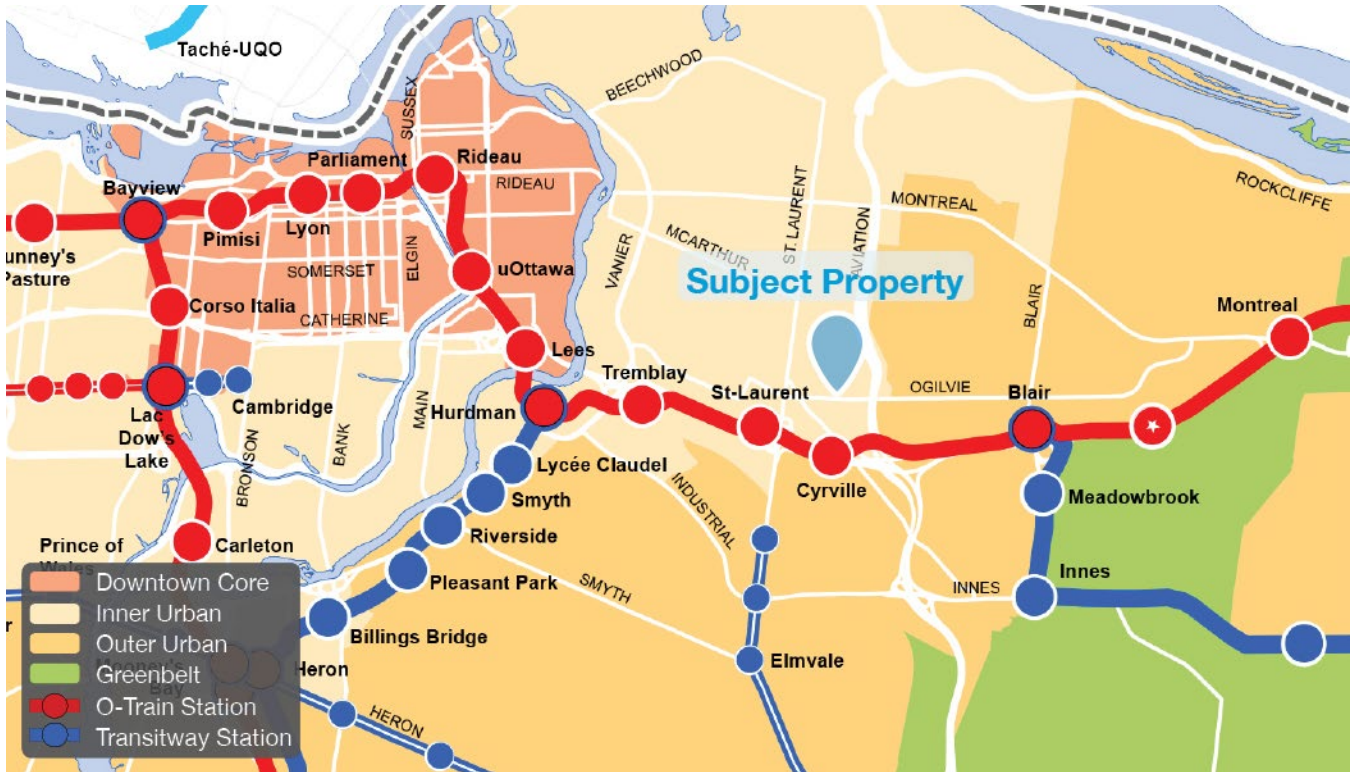 Taché-UQO
SUSSEX
BEECHWOOD
Parliament
Rideau
RIDEAU
Bayview
Pimisi
Lyon
MONTREAL
ROCKCLIFFE
unney's
Pasture
SOMERSET
ELGIN
uOttawa
VANIER
MCARTHUR
ST. LAURENT
AVIATION
Subject Property
BLAIR
Montreal
Corso Italia
CATHERINE
Lees
Tremblay
St-Laurent
OGILVIE
Blair
Lac
Dow's
Lake
Cambridge
BRONSON
BANK
MAIN
Hurdman
Cyrville
Lycée Claudel
Smyth
INDUSTRIAL
Meadowbrook
Riverside
Prince of
Wales
Carleton
Pleasant Park
SMYTH
INNES
Innes
Billings Bridge
Elmvale
Mooney's
Bay
Heron
HERON
r
Downtown Core
Inner Urban
Outer Urban
Greenbelt
O-Train Station
Transitway Station